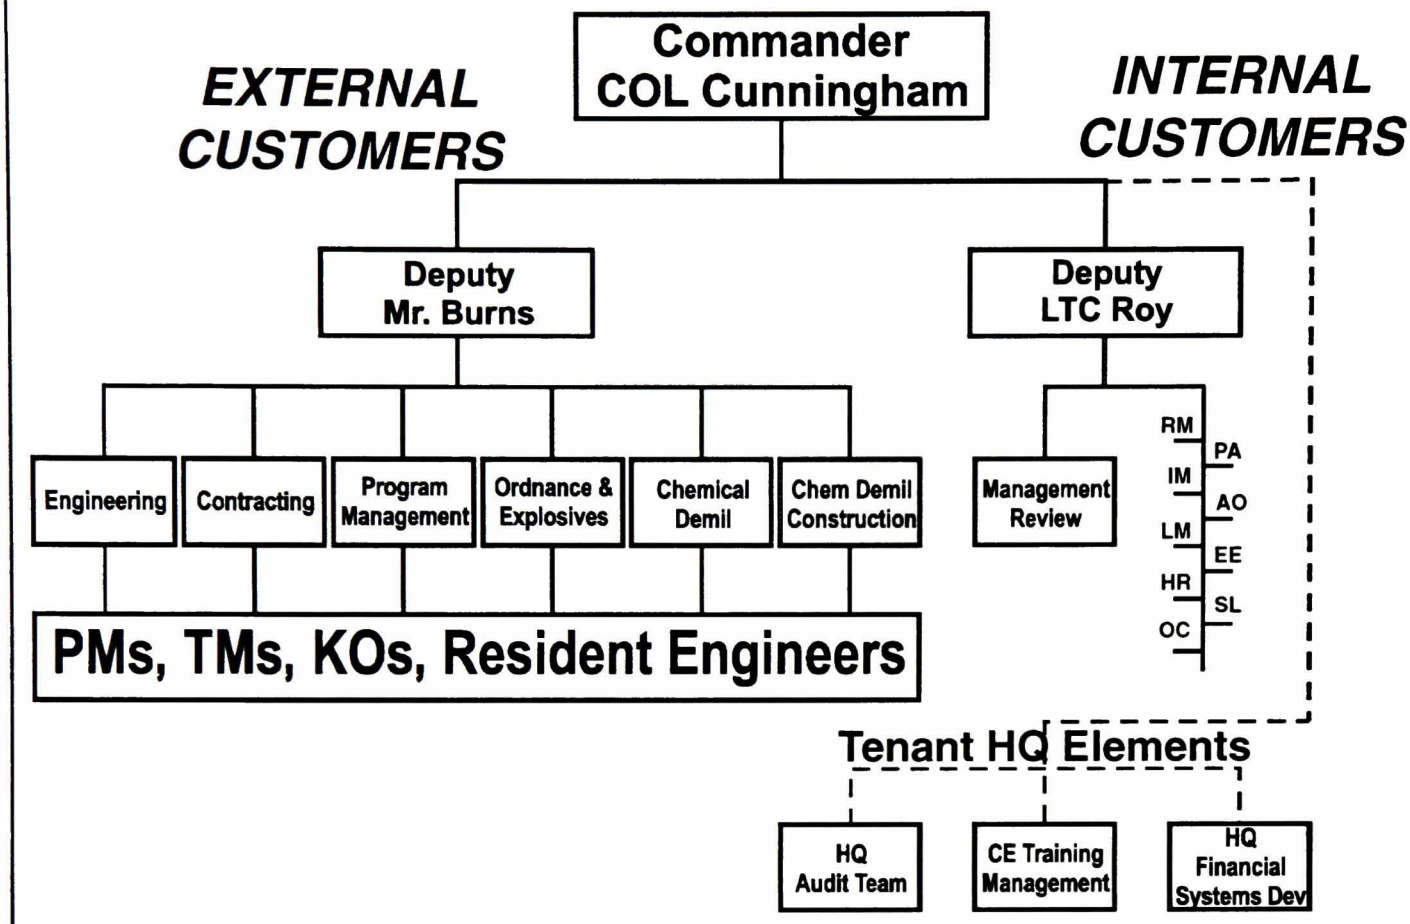 Commander
COL Cunningham
EXTERNAL
CUSTOMERS
INTERNAL
CUSTOMERS
Deputy
Mr. Burns
Deputy
LTC Roy
Engineering
Contracting
Program
Management
Ordnance &
Explosives
Chemical
Demil
Chem Demil
Construction
Management
Review
RM
PA
IM
AO
LM
EE
HR
SL
OC
PMs, TMs, KOs, Resident Engineers
Tenant HQ Elements
HQ
Audit Team
CE Training
Management
HQ
Financial
Systems Dev